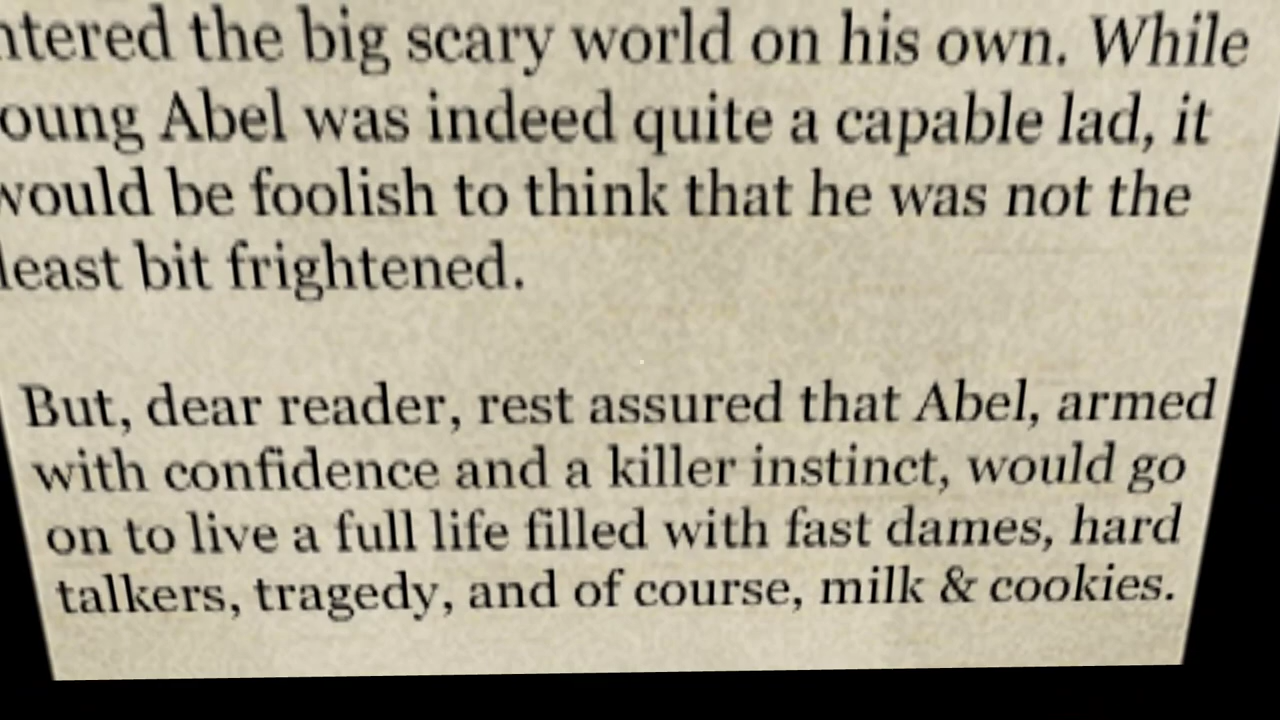 ntered the big scary world on his own. While
oung Abel was indeed quite a capable lad, it
would be foolish to think that he was not the
least bit frightened.
But, dear reader, rest assured that Abel, armed
with confidence and a killer instinct, would go
on to live a full life filled with fast dames, hard
talkers, tragedy, and of course, milk & cookies.